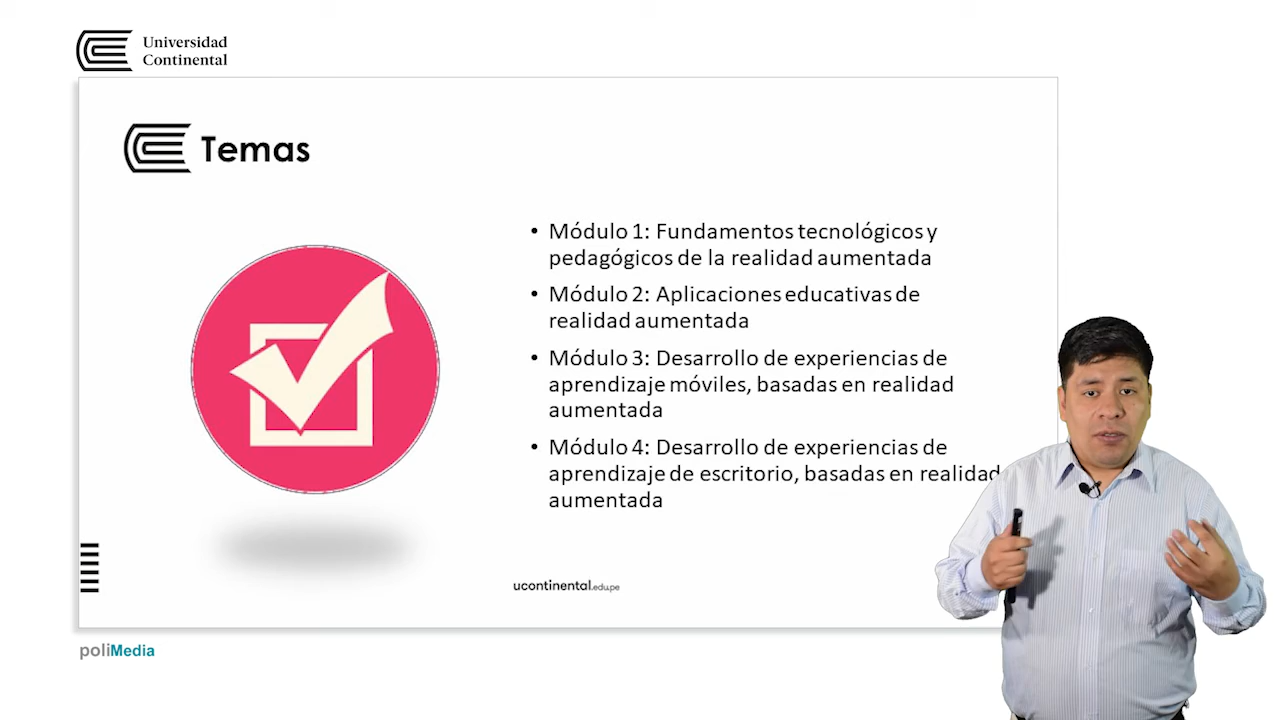 Universidad
Continental
Temas
• Módulo 1: Fundamentos tecnológicos y
pedagógicos de la realidad aumentada
• Módulo 2: Aplicaciones educativas de
realidad aumentada
• Módulo 3: Desarrollo de experiencias de
aprendizaje móviles, basadas en realidad
aumentada
• Módulo 4: Desarrollo de experiencias de
aprendizaje de escritorio, basadas en realidad
aumentada
ucontinental.edu.pe
poliMedia